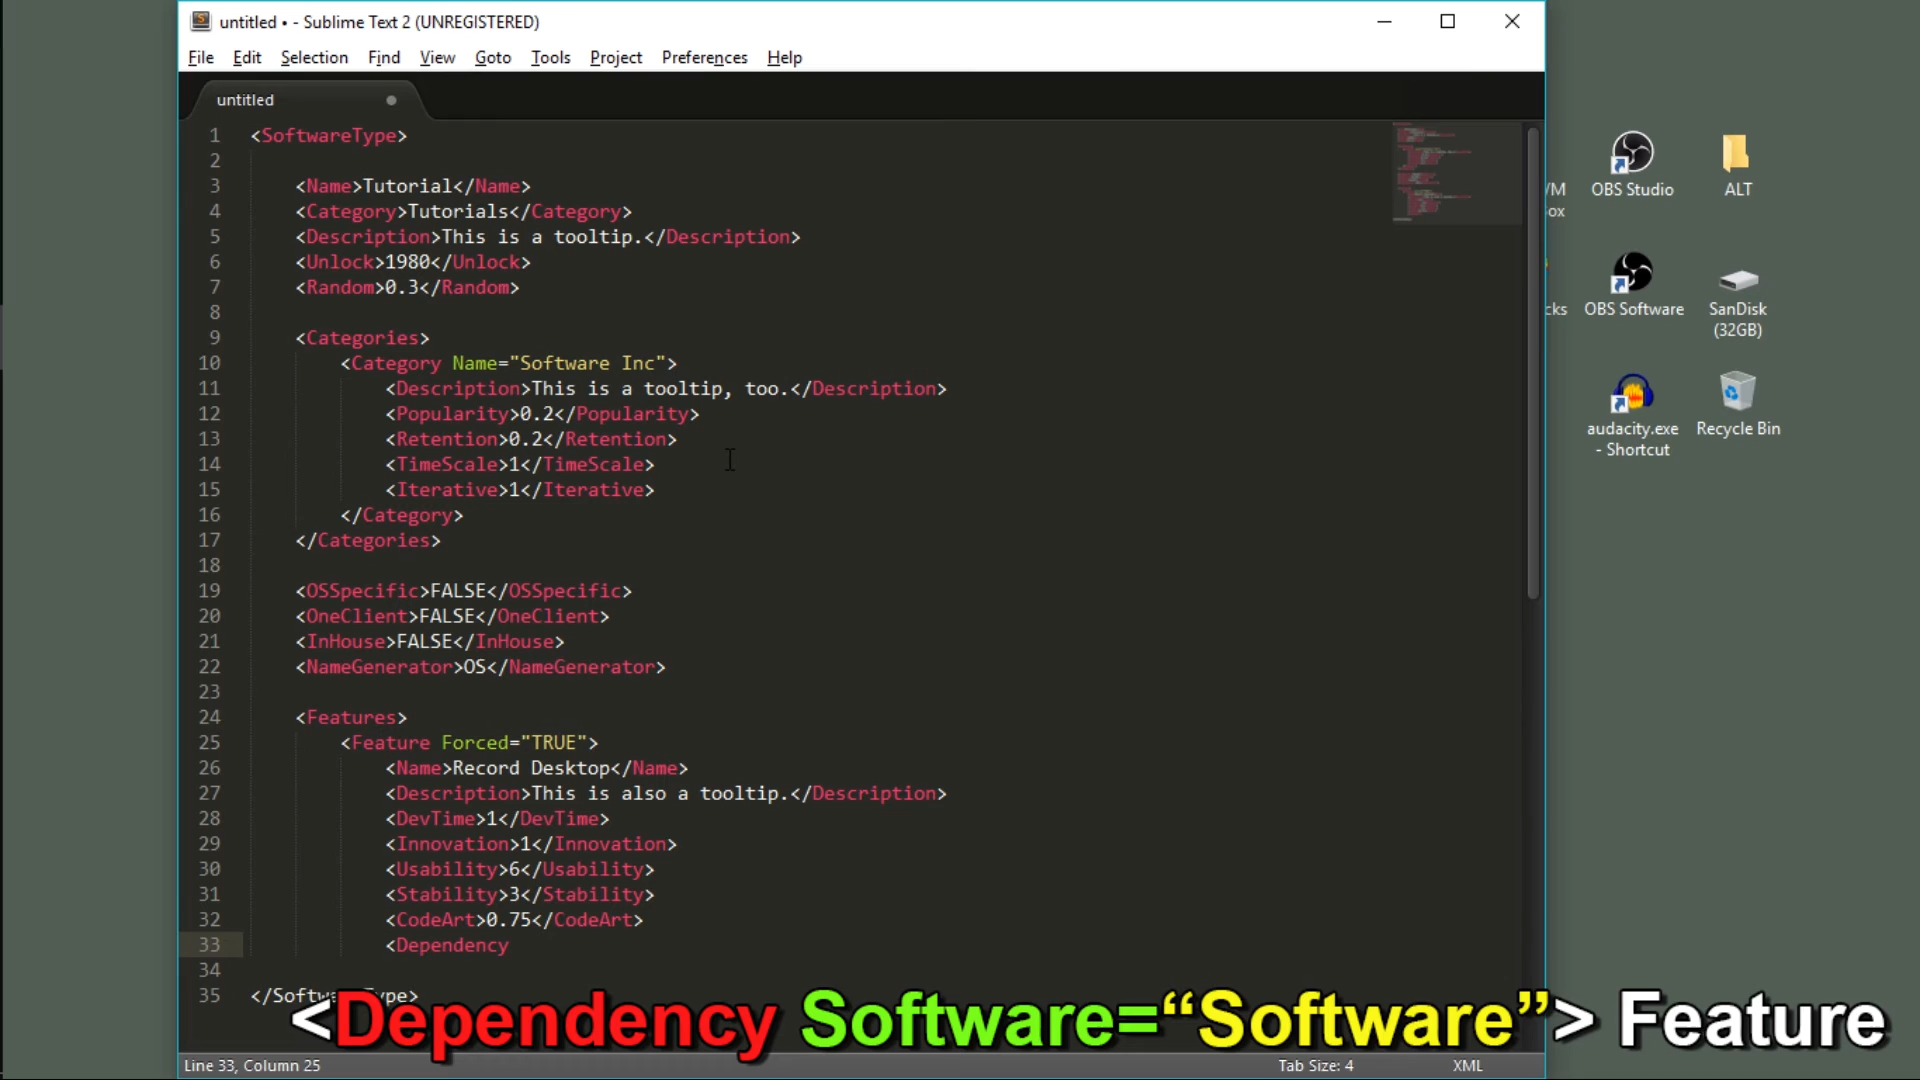 untitled • - Sublime Text 2 (UNREGISTERED)
File Edit Selection Find View Goto Tools Project Preferences Help
untitled
1 <SoftwareType>
2
3 <Name>Tutorial</Name>
4 <Category>Tutorials</Category>
5 <Description>This is a tooltip.</Description>
6 <Unlock>1980</Unlock>
7 <Random>0.3</Random>
8
9 <Categories>
10 <Category Name="Software Inc">
11 <Description>This is a tooltip, too.</Description>
12 <Popularity>0.2</Popularity>
13 <Retention>0.2</Retention>
14 <TimeScale>1</TimeScale>
15 <Iterative>1</Iterative>
16 </Category>
17 </Categories>
18
19 <OSSpecific>FALSE</OSSpecific>
20 <OneClient>FALSE</OneClient>
21 <InHouse>FALSE</InHouse>
22 <NameGenerator>OS</NameGenerator>
23
24 <Features>
25 <Feature Forced="TRUE">
26 <Name>Record Desktop</Name>
27 <Description>This is also a tooltip.</Description>
28 <DevTime>1</DevTime>
29 <Innovation>1</Innovation>
30 <Usability>6</Usability>
31 <Stability>3</Stability>
32 <CodeArt>0.75</CodeArt>
33 <Dependency
34
35 </SoftwareType>
<Dependency Software=“Software”> Feature
Line 33, Column 25 Tab Size: 4 XML
OBS Studio
ALT
OBS Software
SanDisk
(32GB)
audacity.exe
- Shortcut
Recycle Bin